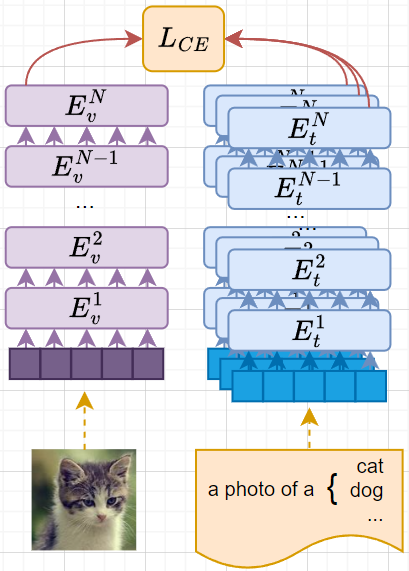 L_{CE}
E_v^N
E_t^N
E_v^{N-1}
E_t^{N-1}
...
...
E_v^2
E_t^2
E_v^1
E_t^1
a photo of a {
cat
dog
...